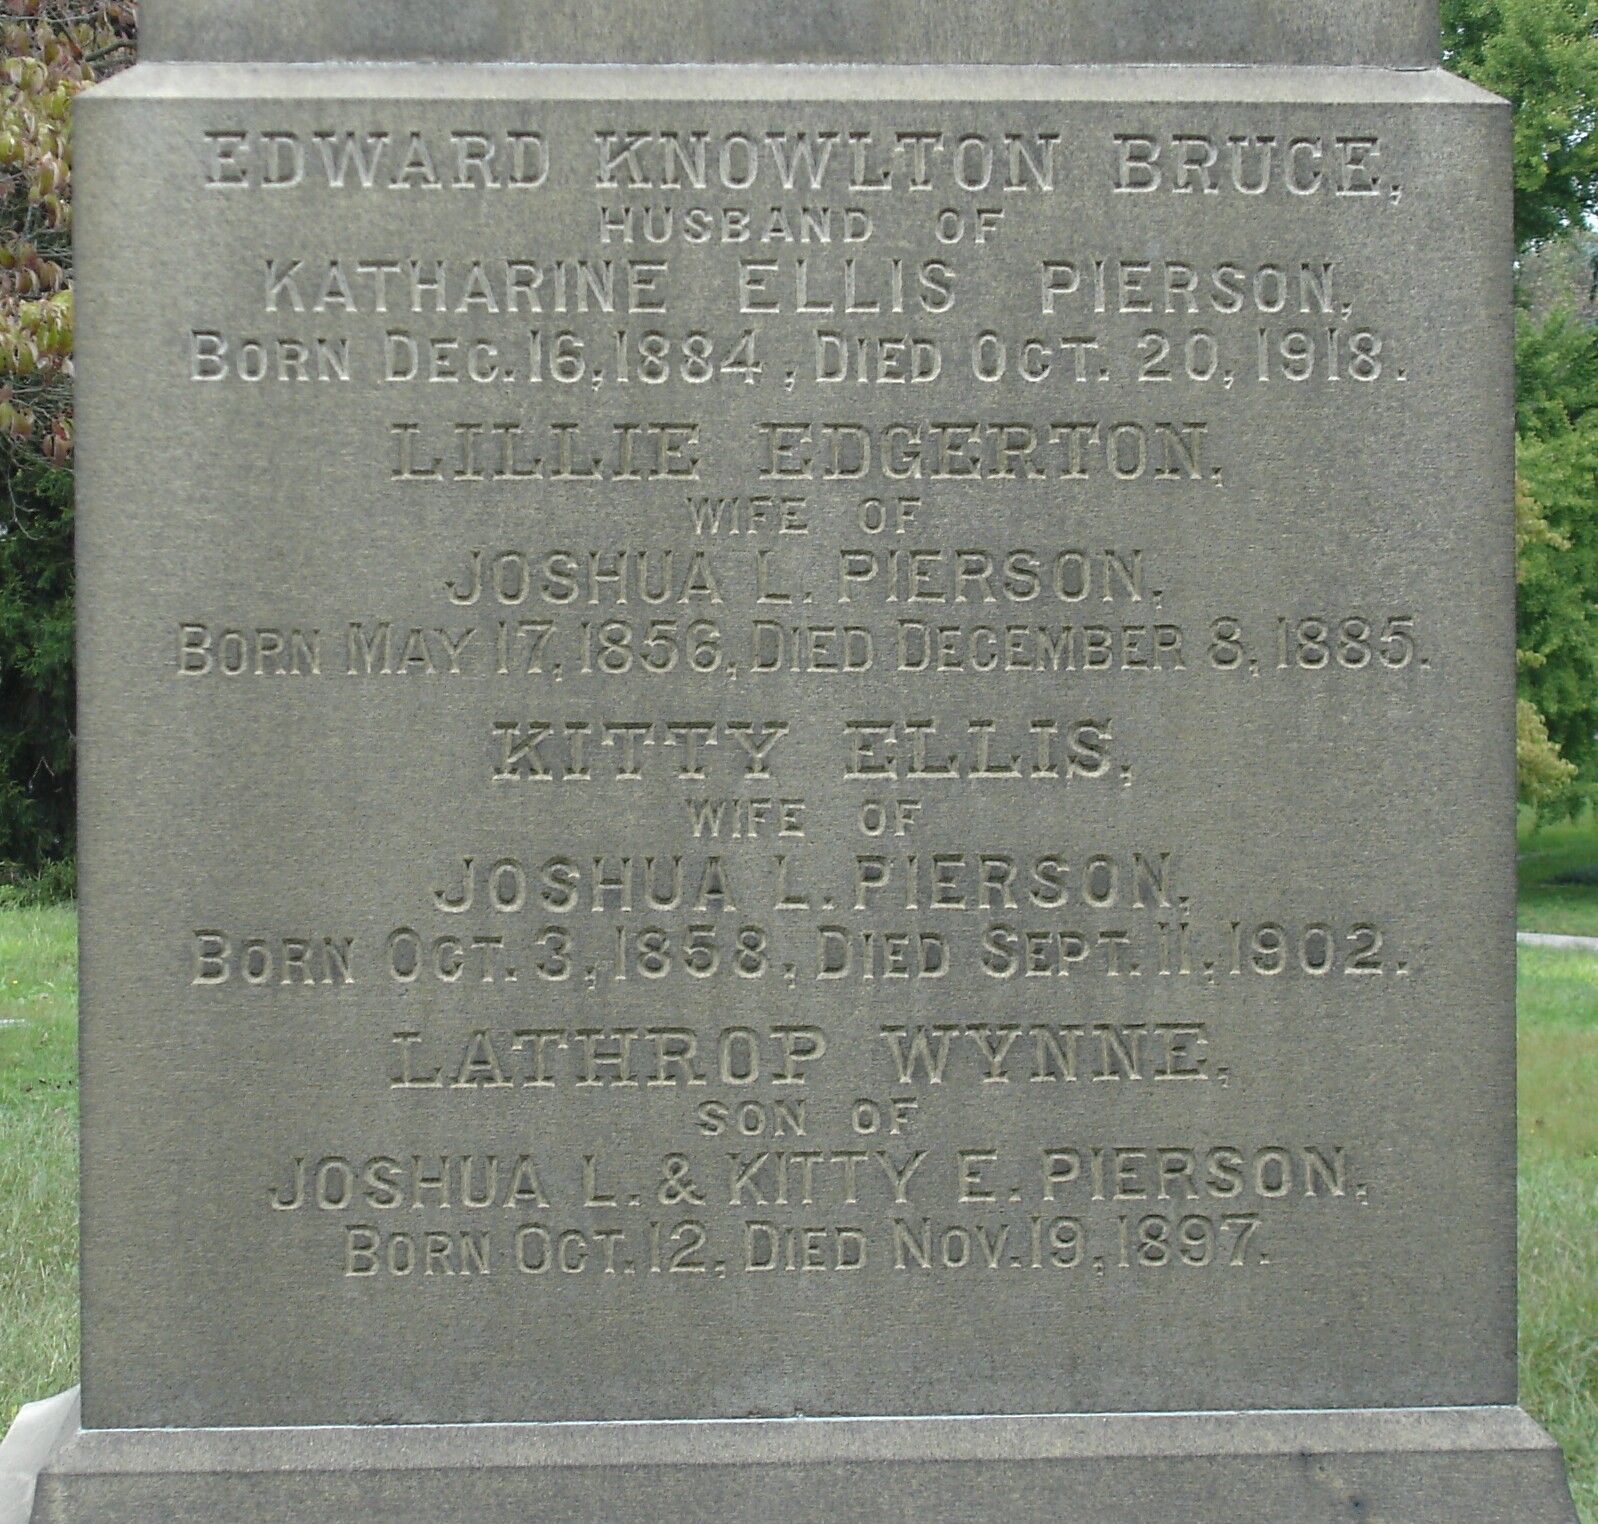 EDWARD KNOWLTON BRUCE,
HUSBAND OF
KATHARINE ELLIS PIERSON,
BORN DEC. 16, 1884, DIED OCT. 20, 1918.
LILLIE EDGERTON,
WIFE OF
JOSHUA L. PIERSON,
BORN MAY 17, 1856, DIED DECEMBER 8, 1885.
KITTY ELLIS,
WIFE OF
JOSHUA L. PIERSON,
BORN OCT. 3, 1858, DIED SEPT. 11, 1902.
LATHROP WYNNE,
SON OF
JOSHUA L. & KITTY E. PIERSON,
BORN OCT. 12, DIED NOV. 19, 1897.